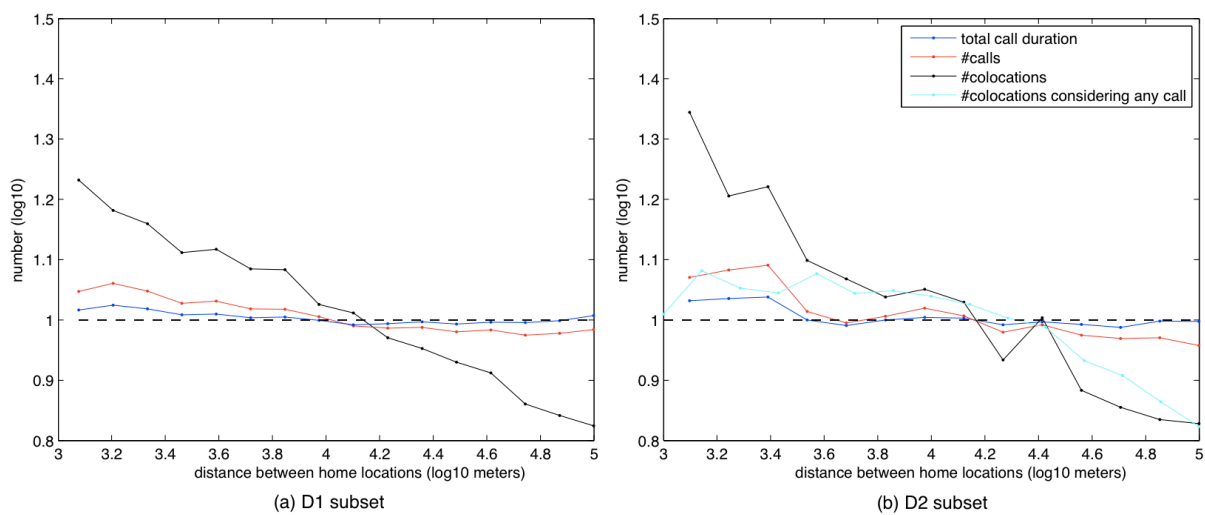 1.5
1.4
1.3
1.2
1.1
1
0.9
0.8
number (log10)
3 3.2 3.4 3.6 3.8 4 4.2 4.4 4.6 4.8 5
distance between home locations (log10 meters)
(a) D1 subset
1.5
1.4
1.3
1.2
1.1
1
0.9
0.8
number (log10)
total call duration
#calls
#colocations
#colocations considering any call
3 3.2 3.4 3.6 3.8 4 4.2 4.4 4.6 4.8 5
distance between home locations (log10 meters)
(b) D2 subset